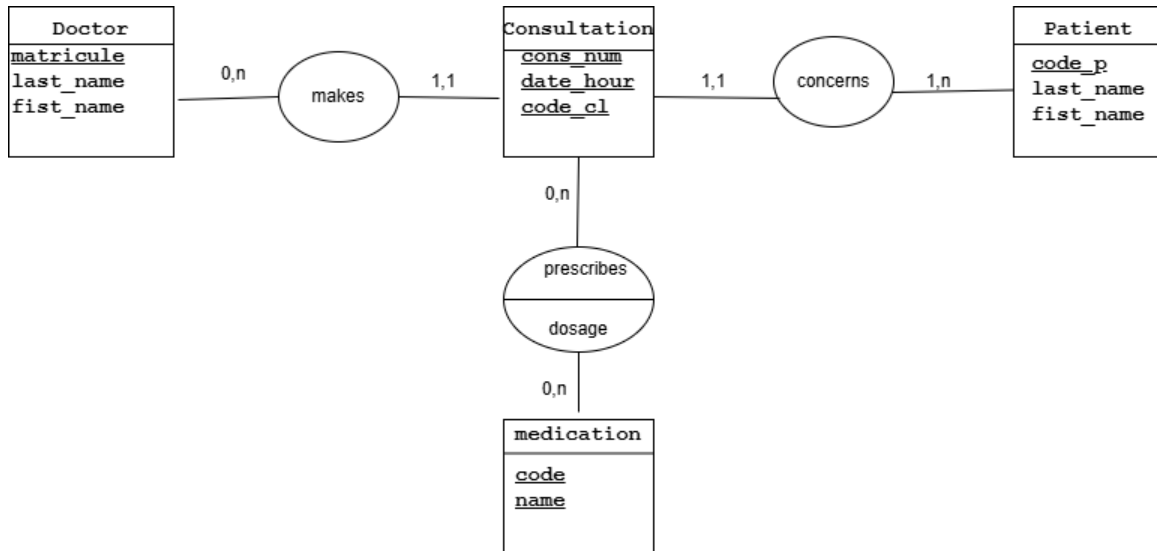 Doctor
matricule
last_name
fist_name
0,n
makes
1,1
Consultation
cons_num
date_hour
code_cl
1,1
concerns
1,n
Patient
code_p
last_name
fist_name
0,n
prescribes
dosage
0,n
medication
code
name